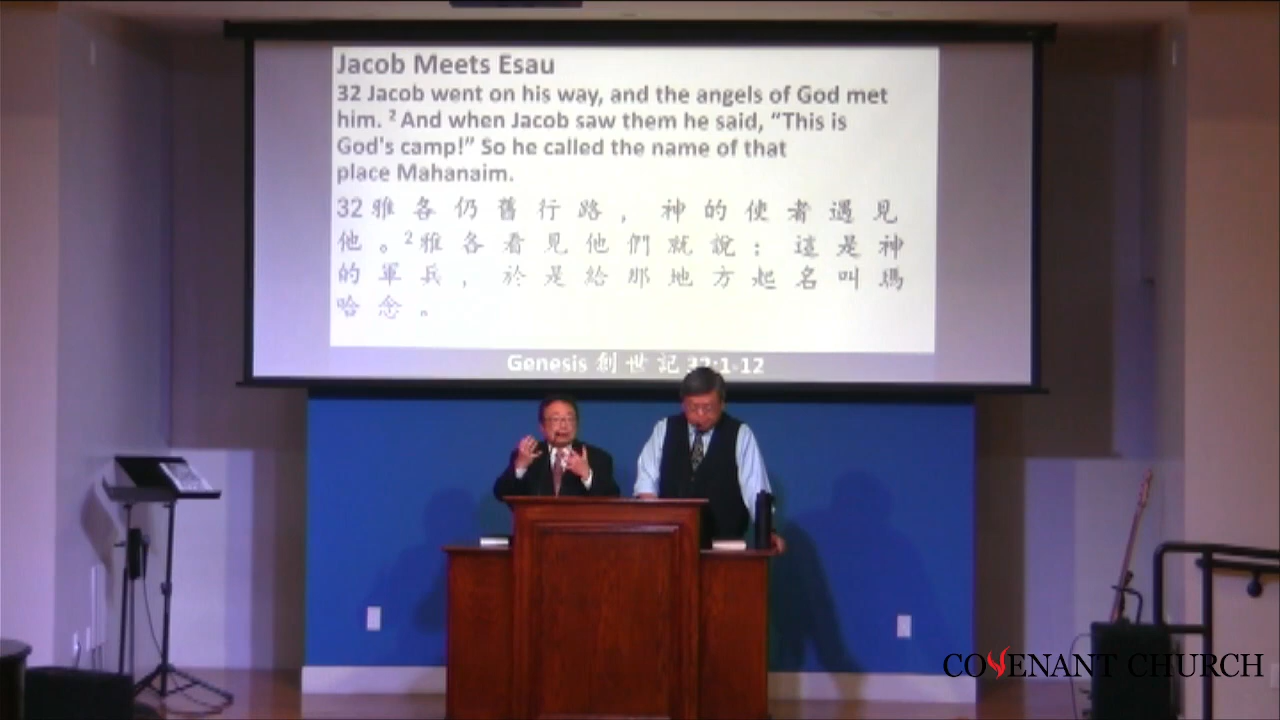 Jacob Meets Esau
32 Jacob went on his way, and the angels of God met
him. ² And when Jacob saw them he said, “This is
God's camp!” So he called the name of that
place Mahanaim.
32 雅各仍舊行路，神的使者遇見
他。² 雅各看見他們就說：這是神
的軍兵，於是給那地方起名叫瑪
哈念。
Genesis 創世記 32:1-12
COVENANT CHURCH